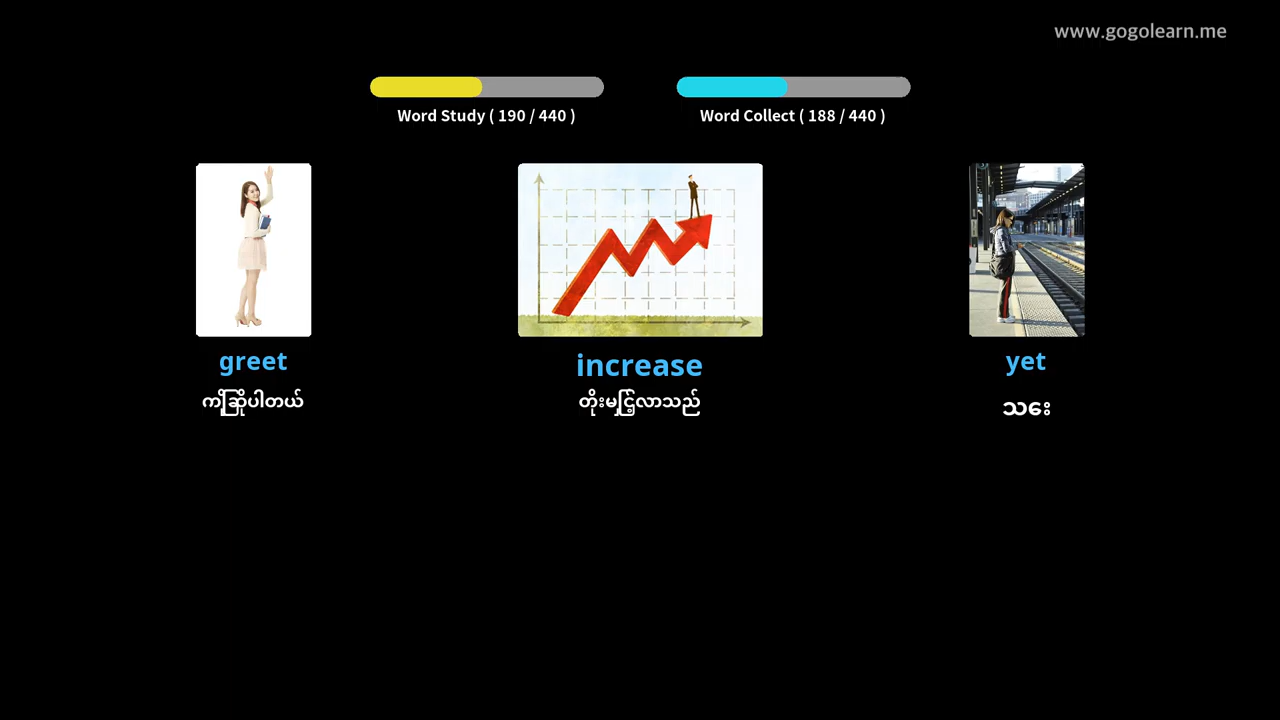 www.gogolearn.me
Word Study ( 190 / 440 )
Word Collect ( 188 / 440 )
greet
increase
yet
ကြိုဆိုပါတယ်
တိုးမြှင့်လာသည်
သေး